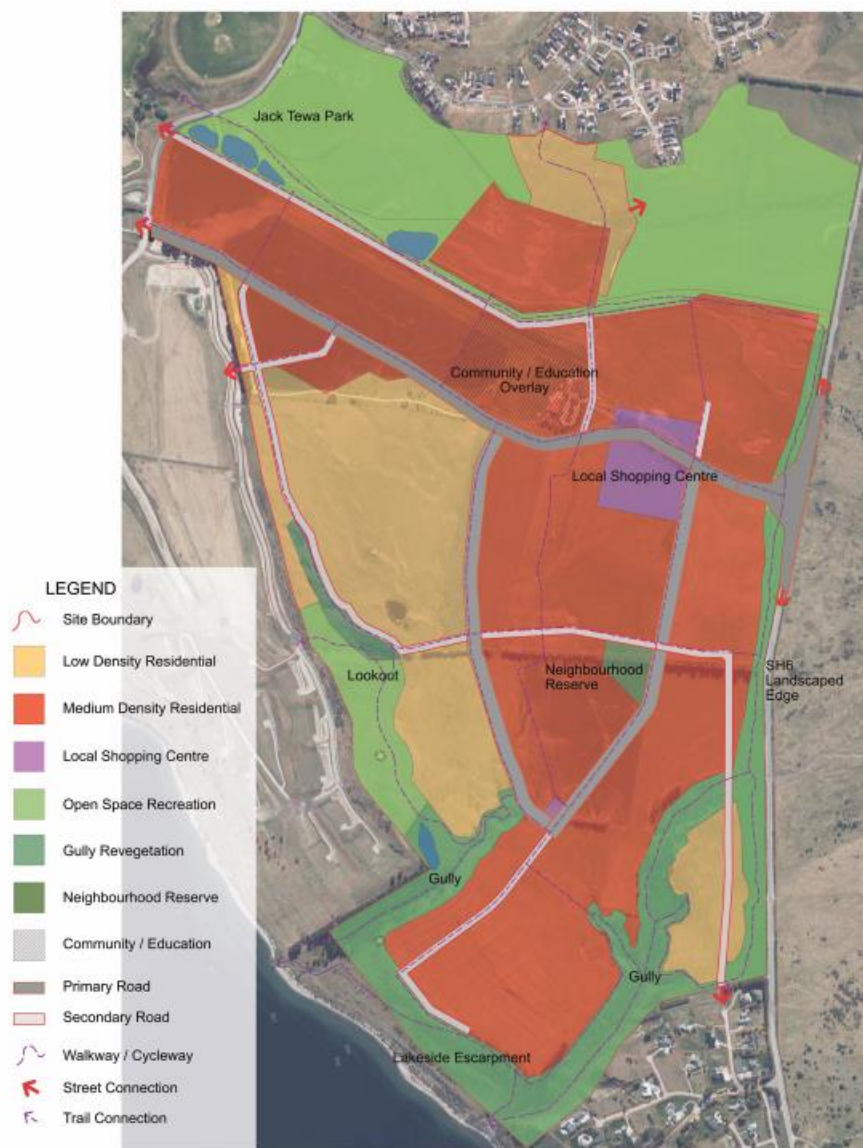 Jack Tewa Park
Community / Education
Overlay
Local Shopping Centre
LEGEND
Site Boundary
Low Density Residential
Medium Density Residential
Local Shopping Centre
Open Space Recreation
Gully Revegetation
Neighbourhood Reserve
Community / Education
Primary Road
Secondary Road
Walkway / Cycleway
Street Connection
Trail Connection
Lookout
Neighbourhood
Reserve
SH6
Landscaped
Edge
Gully
Gully
Lakeside Escarpment